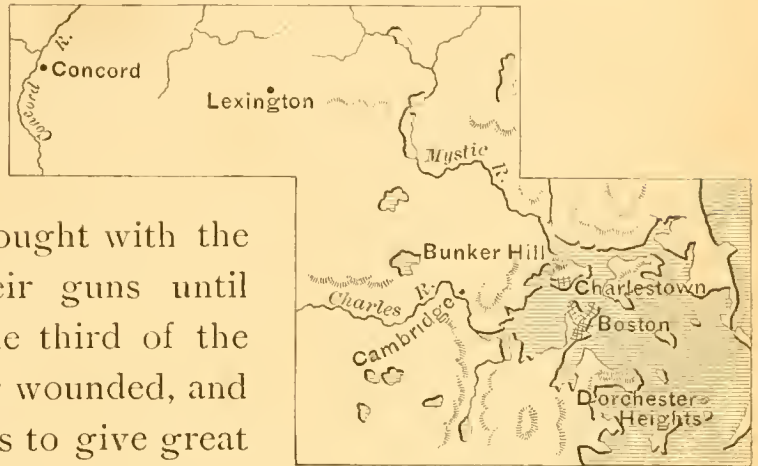 Concord
Concord R.
Lexington
Mystic R.
ought with the
Bunker Hill
eir guns until
Charlestown
Charles R.
e third of the
Boston
Cambridge
wounded, and
Dorchester
Heights
s to give great